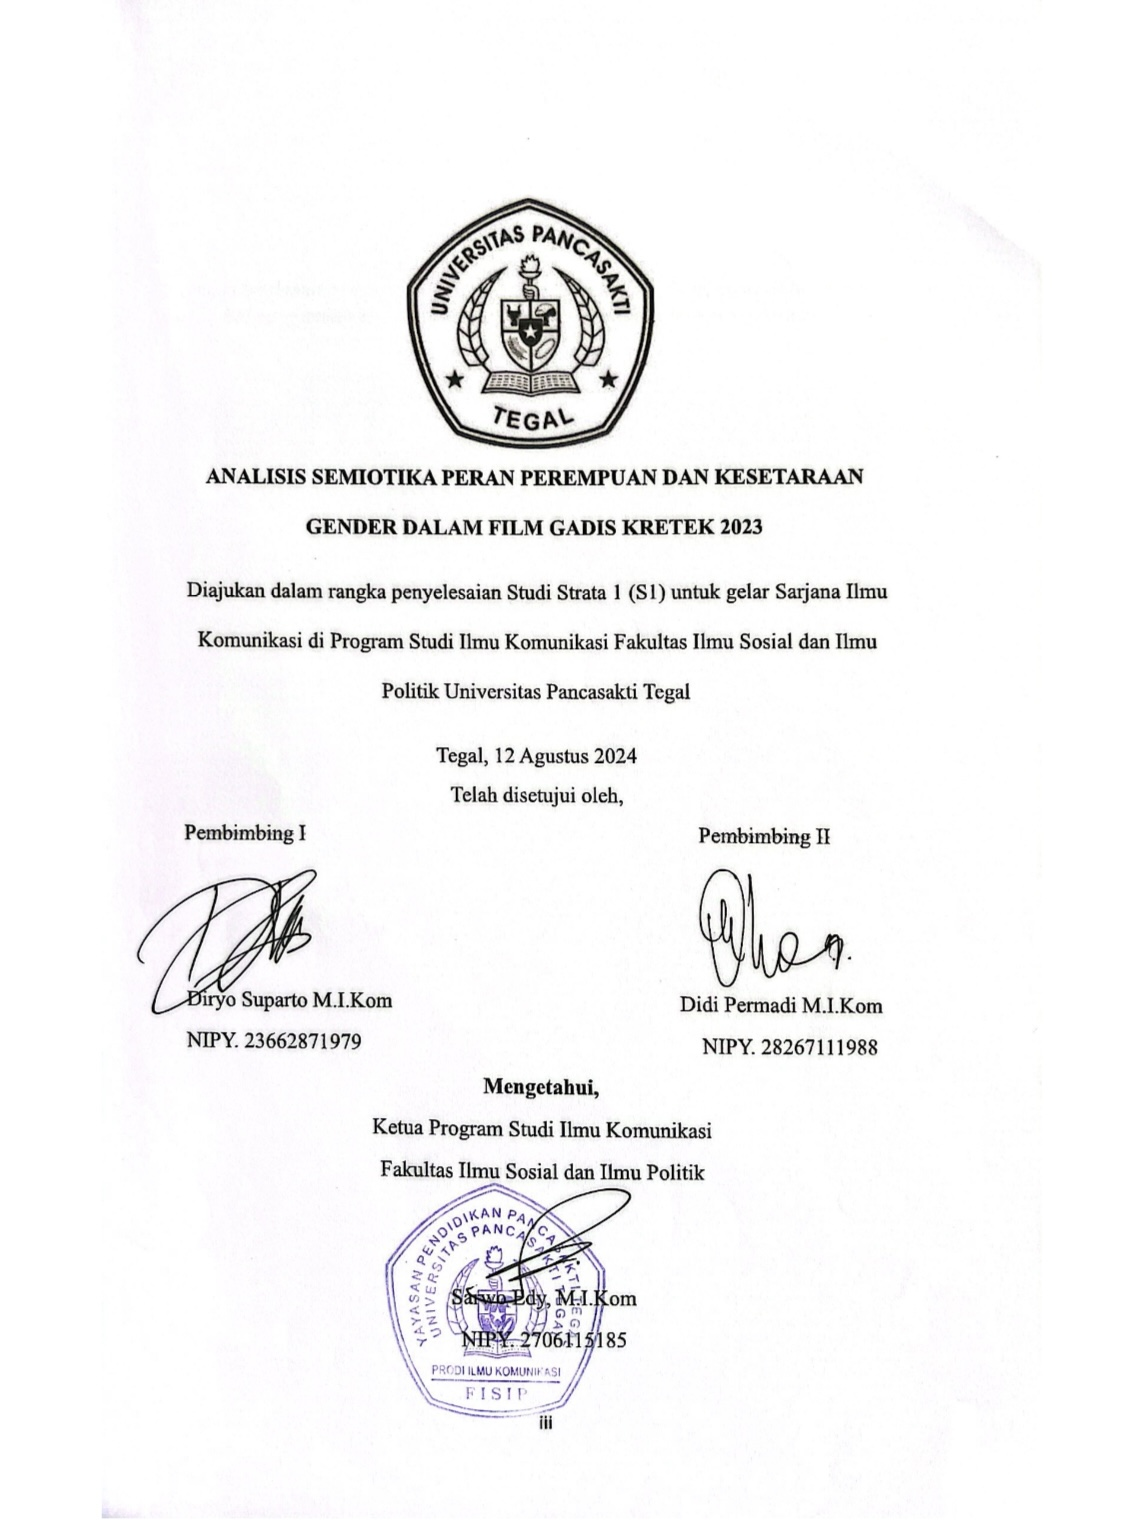 UNIVERSITAS PANCASAKTI
TEGAL
ANALISIS SEMIOTIKA PERAN PEREMPUAN DAN KESETARAAN
GENDER DALAM FILM GADIS KRETEK 2023
Diajukan dalam rangka penyelesaian Studi Strata 1 (S1) untuk gelar Sarjana Ilmu
Komunikasi di Program Studi Ilmu Komunikasi Fakultas Ilmu Sosial dan Ilmu
Politik Universitas Pancasakti Tegal
Tegal, 12 Agustus 2024
Telah disetujui oleh,
Pembimbing I
Pembimbing II
Diryo Suparto M.I.Kom
Didi Permadi M.I.Kom
NIPY. 23662871979
NIPY. 28267111988
Mengetahui,
Ketua Program Studi Ilmu Komunikasi
Fakultas Ilmu Sosial dan Ilmu Politik
YAYASAN PENDIDIKAN PANCASAKTI TEGAL
UNIVERSITAS PANCASAKTI TEGAL
Sarwo Edy, M.I.Kom
NIPY. 2706115185
PRODI ILMU KOMUNIKASI
FISIP
iii